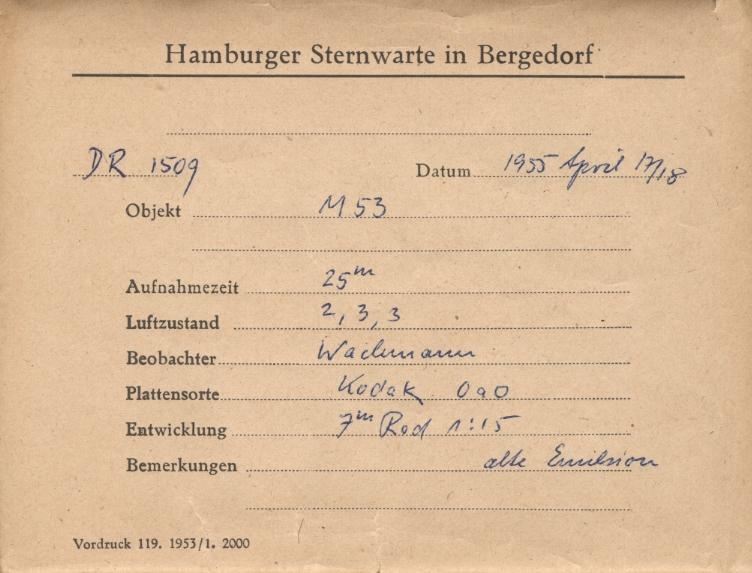 Hamburger Sternwarte in Bergedorf
DR 1509 Datum 1955 April 17/18
Objekt M 53
Aufnahmezeit 25m
Luftzustand 2, 3, 3
Beobachter Wachmann
Plattensorte Kodak OaO
Entwicklung 7m Rod 1:15
Bemerkungen alte Emulsion
Vordruck 119. 1953/1. 2000